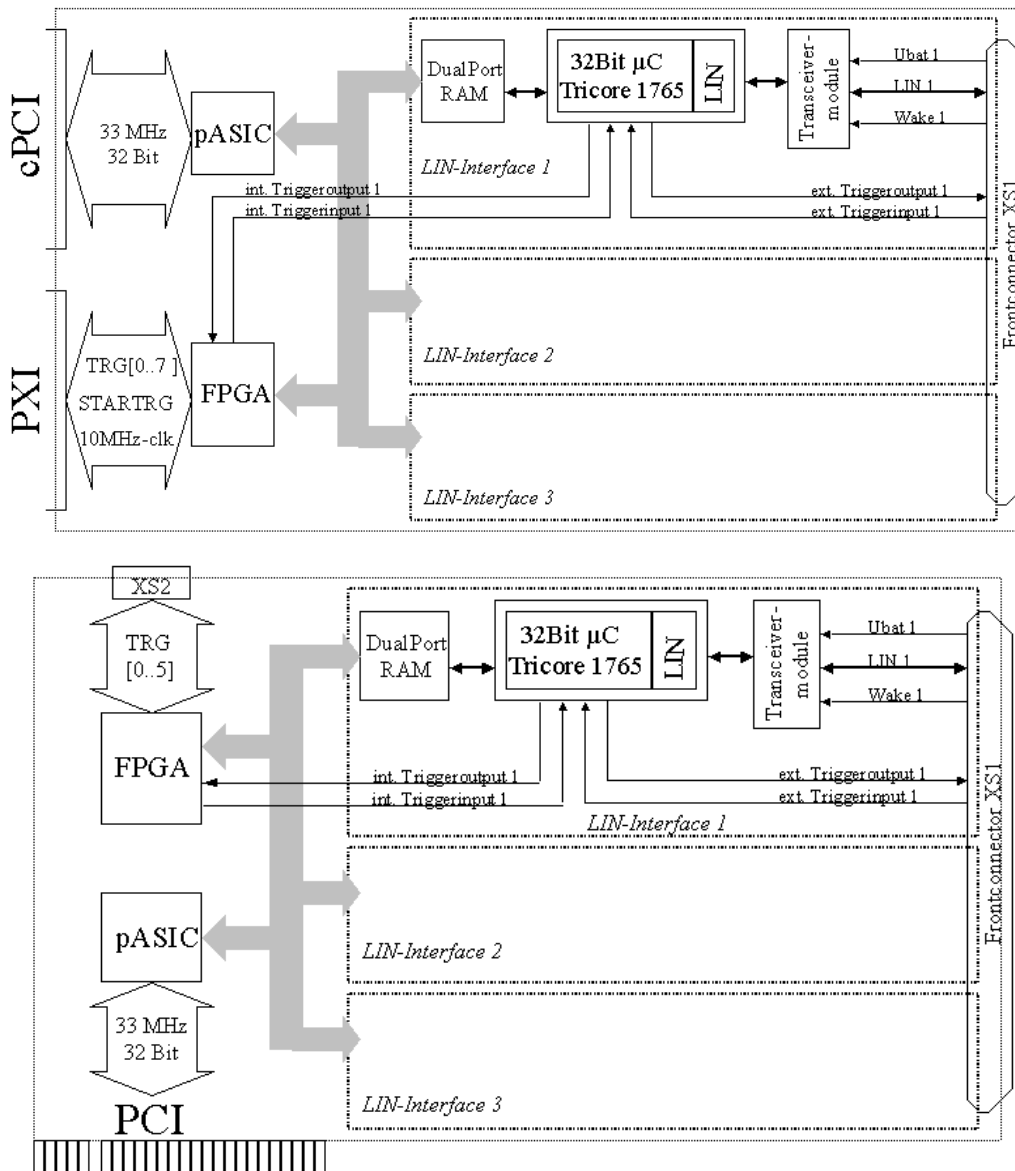 cPCI
33 MHz
32 Bit
pASIC
DualPort
RAM
32Bit µC
Tricore 1765
LIN
Transceiver-
module
Ubat 1
LIN 1
Wake 1
LIN-Interface 1
int. Triggeroutput 1
int. Triggerinput 1
ext. Triggeroutput 1
ext. Triggerinput 1
Frontconnector XS1
PXI
TRG[0..7 ]
STARTRG
10MHz-clk
FPGA
LIN-Interface 2
LIN-Interface 3
XS2
TRG
[0..5]
FPGA
DualPort
RAM
32Bit µC
Tricore 1765
LIN
Transceiver-
module
Ubat 1
LIN 1
Wake 1
int. Triggeroutput 1
int. Triggerinput 1
ext. Triggeroutput 1
ext. Triggerinput 1
LIN-Interface 1
Frontconnector XS1
pASIC
LIN-Interface 2
33 MHz
32 Bit
LIN-Interface 3
PCI